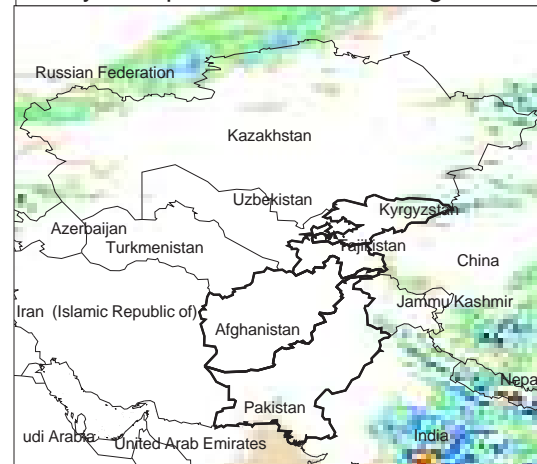 Russian Federation
Kazakhstan
Uzbekistan
Kyrgyzstan
Azerbaijan
Turkmenistan
Tajikistan
China
Iran (Islamic Republic of)
Jammu/Kashmir
Afghanistan
Nepa
Pakistan
udi Arabia
United Arab Emirates
India